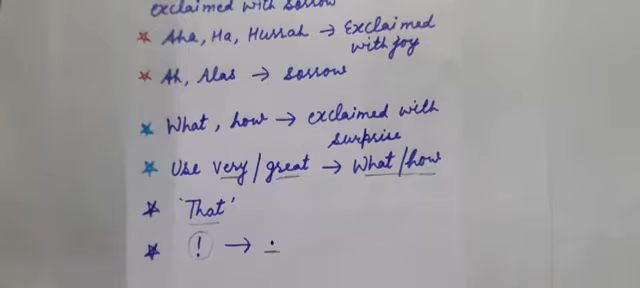 exclaimed with sorrow
* Aha, Ha, Hurrah → Exclaimed
with joy
* Ah, Alas → sorrow
* What, how → exclaimed with
surprise
* Use very/great → What/how
* 'That'
* ! → .